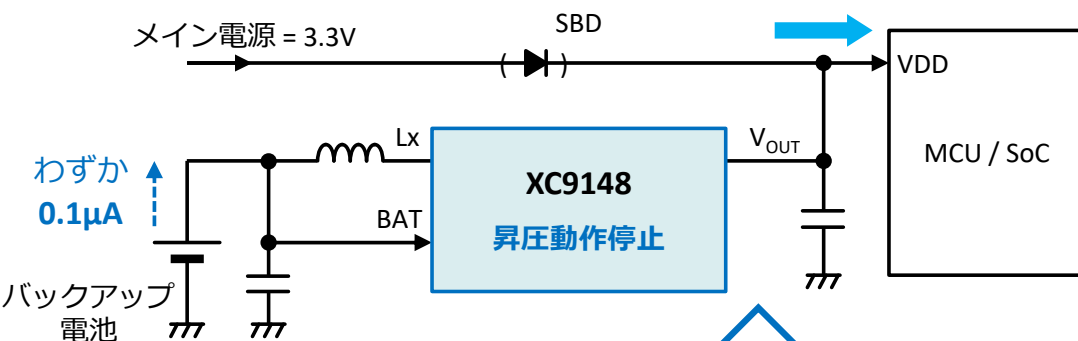 メイン電源 = 3.3V
SBD
VDD
Lx
VOUT
MCU / SoC
XC9148
わずか
0.1µA
BAT
昇圧動作停止
バックアップ
電池